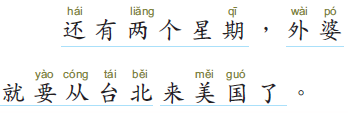 hái liǎng qī wài pó
还有两个星期，外婆
yào cóng tái běi měi guó
就要从台北来美国了。